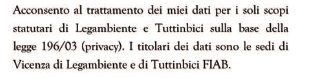 Acconsento al trattamento dei miei dati per i soli scopi
statutari di Legambiente e Tuttinbici sulla base della
legge 196/03 (privacy). I titolari dei dati sono le sedi di
Vicenza di Legambiente e di Tuttinbici FIAB.